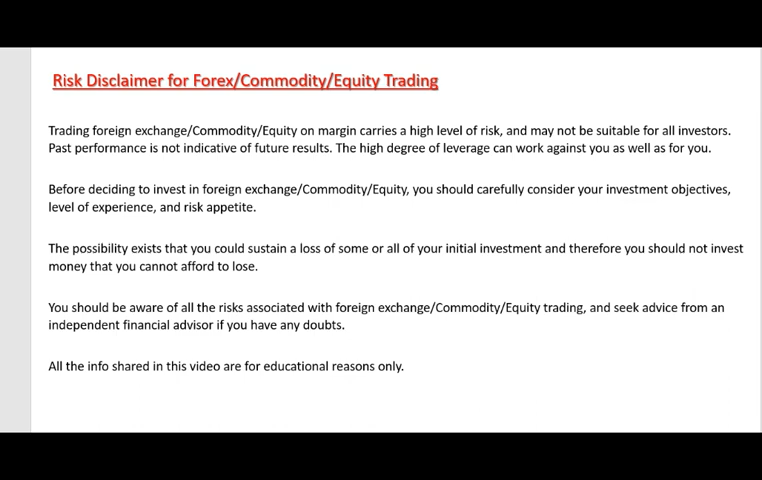 Risk Disclaimer for Forex/Commodity/Equity Trading
Trading foreign exchange/Commodity/Equity on margin carries a high level of risk, and may not be suitable for all investors.
Past performance is not indicative of future results. The high degree of leverage can work against you as well as for you.
Before deciding to invest in foreign exchange/Commodity/Equity, you should carefully consider your investment objectives,
level of experience, and risk appetite.
The possibility exists that you could sustain a loss of some or all of your initial investment and therefore you should not invest
money that you cannot afford to lose.
You should be aware of all the risks associated with foreign exchange/Commodity/Equity trading, and seek advice from an
independent financial advisor if you have any doubts.
All the info shared in this video are for educational reasons only.